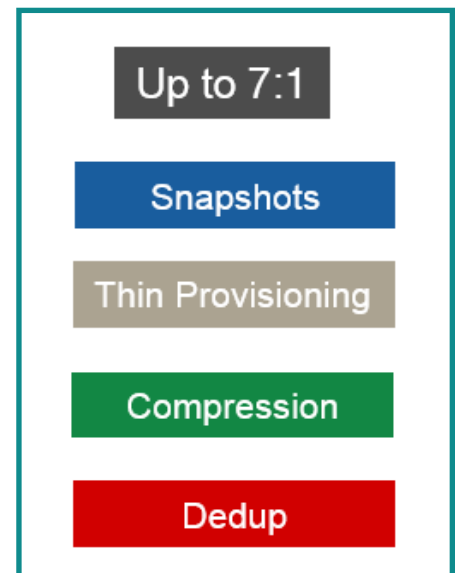 Up to 7:1
Snapshots
Thin Provisioning
Compression
Dedup